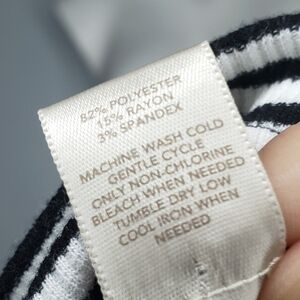 82% POLYESTER
15% RAYON
3% SPANDEX
MACHINE WASH COLD
GENTLE CYCLE
ONLY NON-CHLORINE
BLEACH WHEN NEEDED
TUMBLE DRY LOW
COOL IRON WHEN
NEEDED